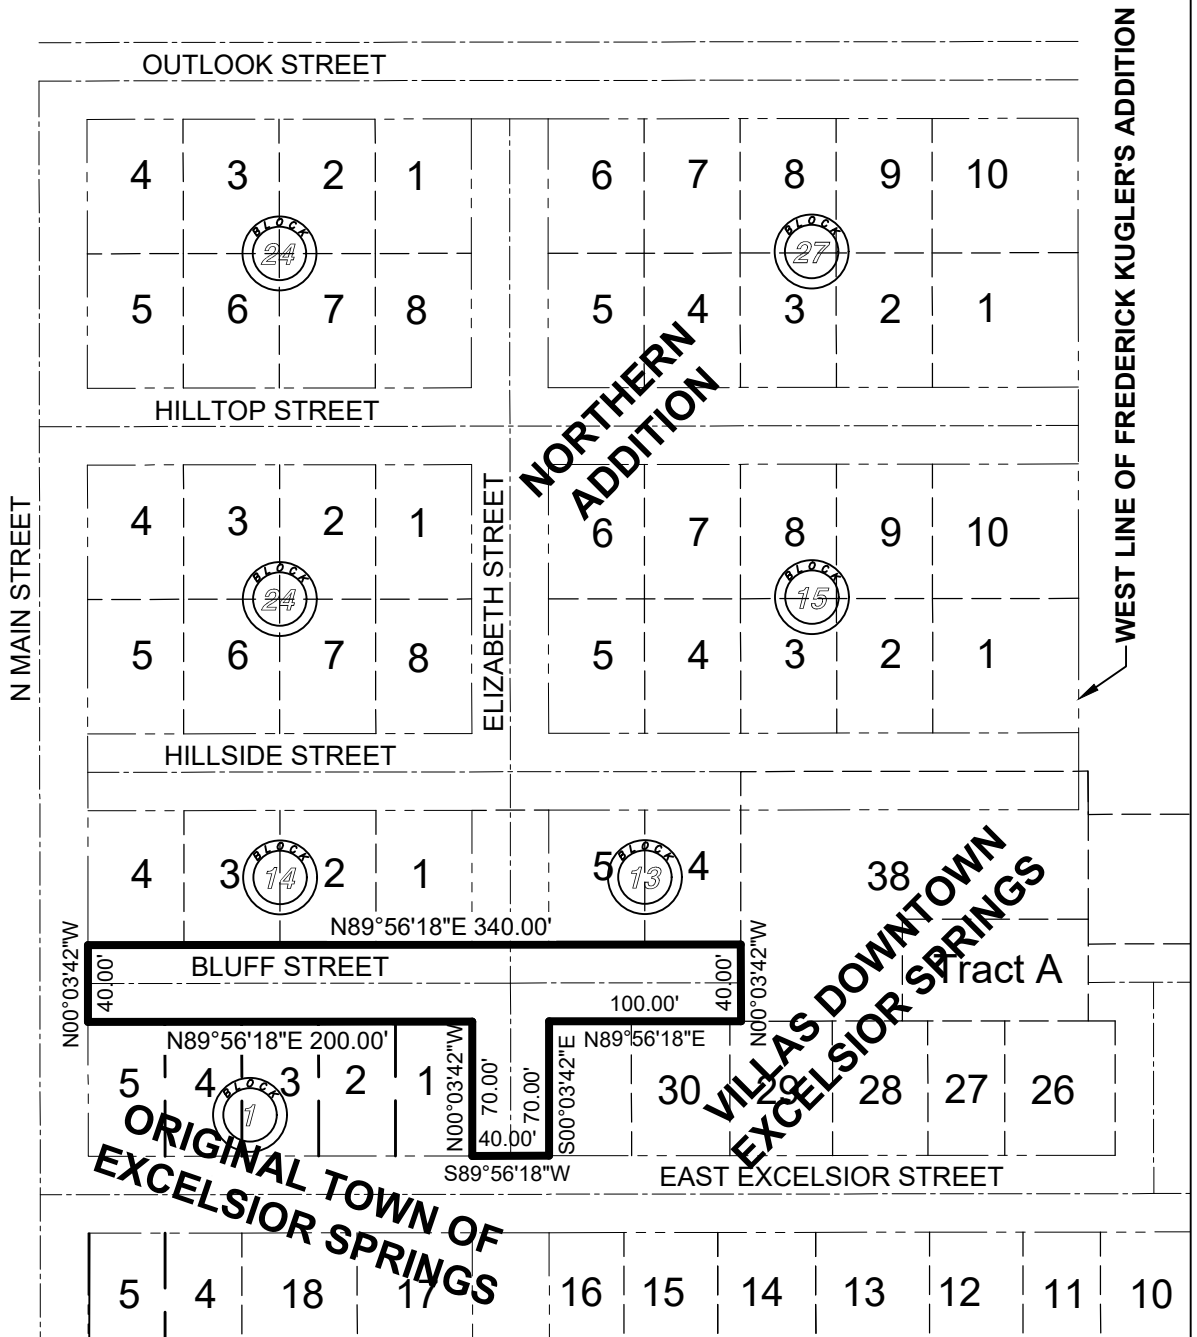 OUTLOOK STREET
4 3 2 1
BLOCK
24
5 6 7 8
6 7 8 9 10
BLOCK
27
5 4 3 2 1
WEST LINE OF FREDERICK KUGLER'S ADDITION
HILLTOP STREET
NORTHERN
ADDITION
N MAIN STREET
4 3 2 1
BLOCK
24
5 6 7 8
ELIZABETH STREET
6 7 8 9 10
BLOCK
15
5 4 3 2 1
HILLSIDE STREET
4 3 2 1
BLOCK
14
5 4
BLOCK
13
38
VILLAS DOWNTOWN
EXCELSIOR SPRINGS
Tract A
N89°56'18"E 340.00'
N00°03'42"W
40.00'
BLUFF STREET
100.00'
40.00'
N00°03'42"W
N89°56'18"E 200.00'
N89°56'18"E
N00°03'42"W
70.00'
70.00'
S00°03'42"E
40.00'
S89°56'18"W
5 4 3 2 1
BLOCK
1
30 29 28 27 26
ORIGINAL TOWN OF
EXCELSIOR SPRINGS
EAST EXCELSIOR STREET
5 4 18 17 16 15 14 13 12 11 10